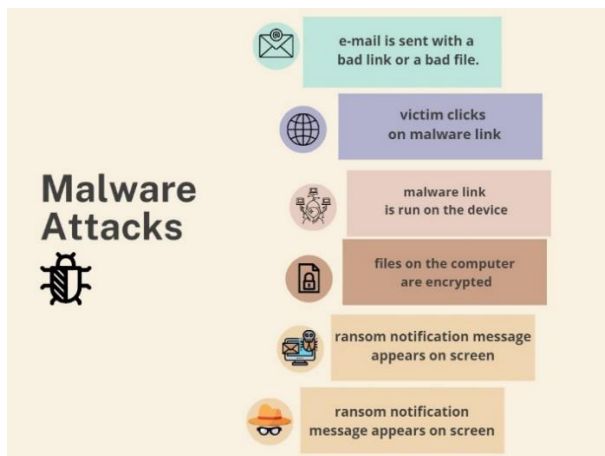 Malware
Attacks
e-mail is sent with a
bad link or a bad file.
victim clicks
on malware link
malware link
is run on the device
files on the computer
are encrypted
ransom notification message
appears on screen
ransom notification
message appears on screen